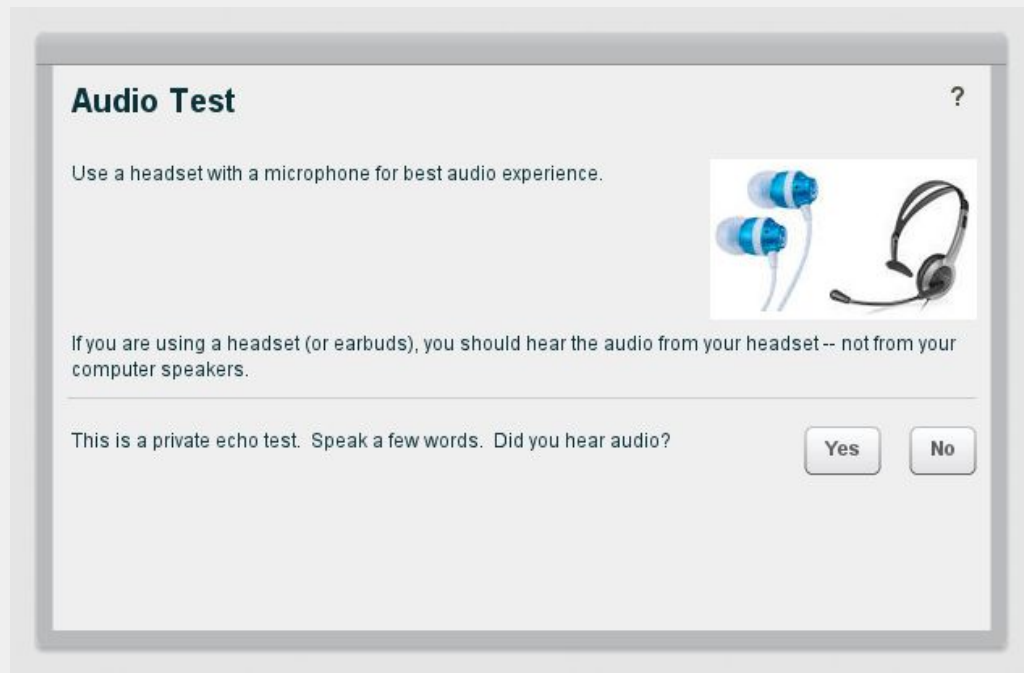 Audio Test
?
Use a headset with a microphone for best audio experience.
If you are using a headset (or earbuds), you should hear the audio from your headset -- not from your
computer speakers.
This is a private echo test.  Speak a few words.  Did you hear audio?
Yes
No